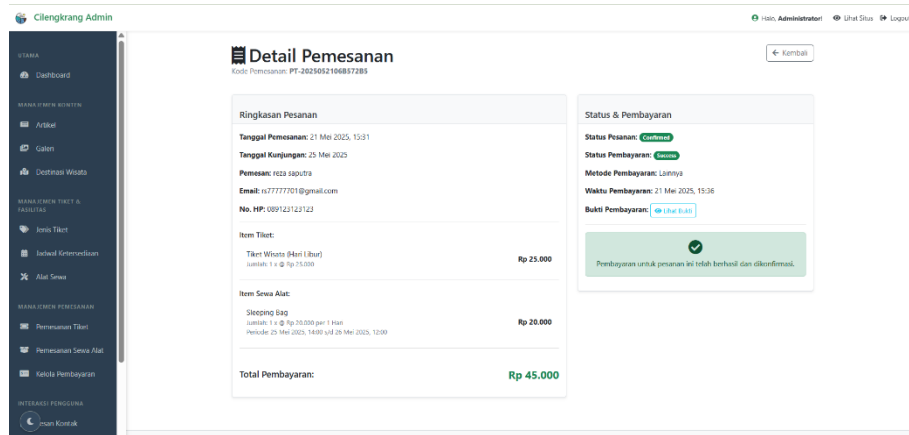 Cilengkrang Admin
Halo, Administrator!
Lihat Situs
Logout
UTAMA
Dashboard
MANAJEMEN KONTEN
Artikel
Galeri
Destinasi Wisata
MANAJEMEN TIKET &
FASILITAS
Jenis Tiket
Jadwal Ketersediaan
Alat Sewa
MANAJEMEN PEMESANAN
Pemesanan Tiket
Pemesanan Sewa Alat
Kelola Pembayaran
INTERAKSI PENGGUNA
esan Kontak
Detail Pemesanan
Kode Pemesanan: PT-2025052106B572B5
Kembali
Ringkasan Pesanan
Tanggal Pemesanan: 21 Mei 2025, 15:31
Tanggal Kunjungan: 25 Mei 2025
Pemesan: reza saputra
Email: rs77777701@gmail.com
No. HP: 089123123123
Item Tiket:
Tiket Wisata (Hari Libur)
Jumlah: 1 x @ Rp 25.000
Rp 25.000
Item Sewa Alat:
Sleeping Bag
Jumlah: 1 x @ Rp 20.000 per 1 Hari
Periode: 25 Mei 2025, 14:00 s/d 26 Mei 2025, 12:00
Rp 20.000
Total Pembayaran:
Rp 45.000
Status & Pembayaran
Status Pesanan: Confirmed
Status Pembayaran: Success
Metode Pembayaran: Lainnya
Waktu Pembayaran: 21 Mei 2025, 15:36
Bukti Pembayaran: Lihat Bukti
Pembayaran untuk pesanan ini telah berhasil dan dikonfirmasi.